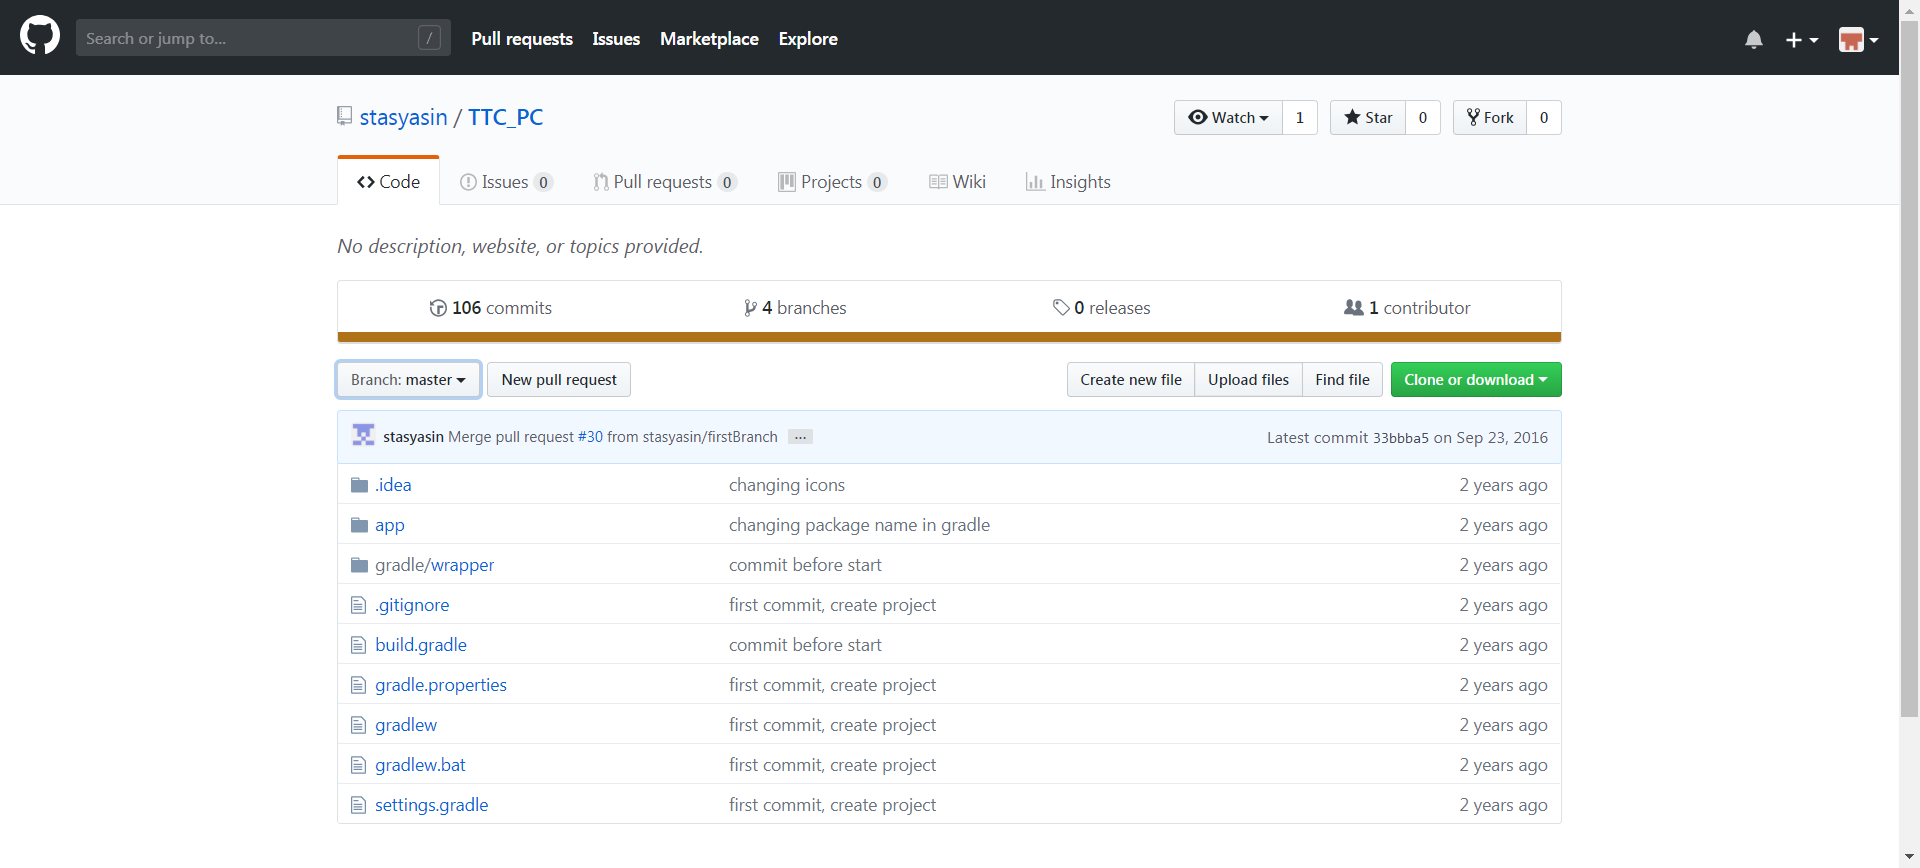 Search or jump to... /
Pull requests Issues Marketplace Explore
stasyasin / TTC_PC
Watch 1 Star 0 Fork 0
Code Issues 0 Pull requests 0 Projects 0 Wiki Insights
No description, website, or topics provided.
106 commits 4 branches 0 releases 1 contributor
Branch: master New pull request Create new file Upload files Find file Clone or download
stasyasin Merge pull request #30 from stasyasin/firstBranch ... Latest commit 33bbba5 on Sep 23, 2016
.idea changing icons 2 years ago
app changing package name in gradle 2 years ago
gradle/wrapper commit before start 2 years ago
.gitignore first commit, create project 2 years ago
build.gradle commit before start 2 years ago
gradle.properties first commit, create project 2 years ago
gradlew first commit, create project 2 years ago
gradlew.bat first commit, create project 2 years ago
settings.gradle first commit, create project 2 years ago